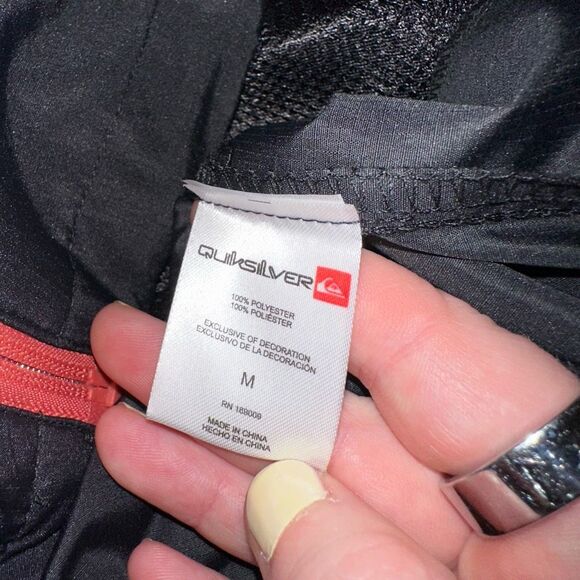 QUIKSILVER
100% POLYESTER
100% POLIÉSTER
EXCLUSIVE OF DECORATION
EXCLUSIVO DE LA DECORACIÓN
M
RN 169009
MADE IN CHINA
HECHO EN CHINA